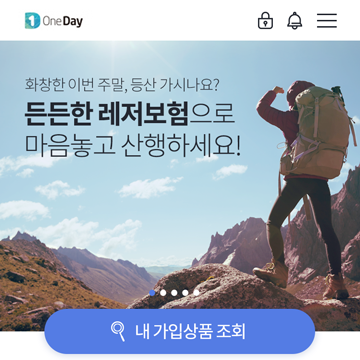 1 OneDay
화창한 이번 주말, 등산 가시나요?
든든한 레저보험으로
마음놓고 산행하세요!
내 가입상품 조회